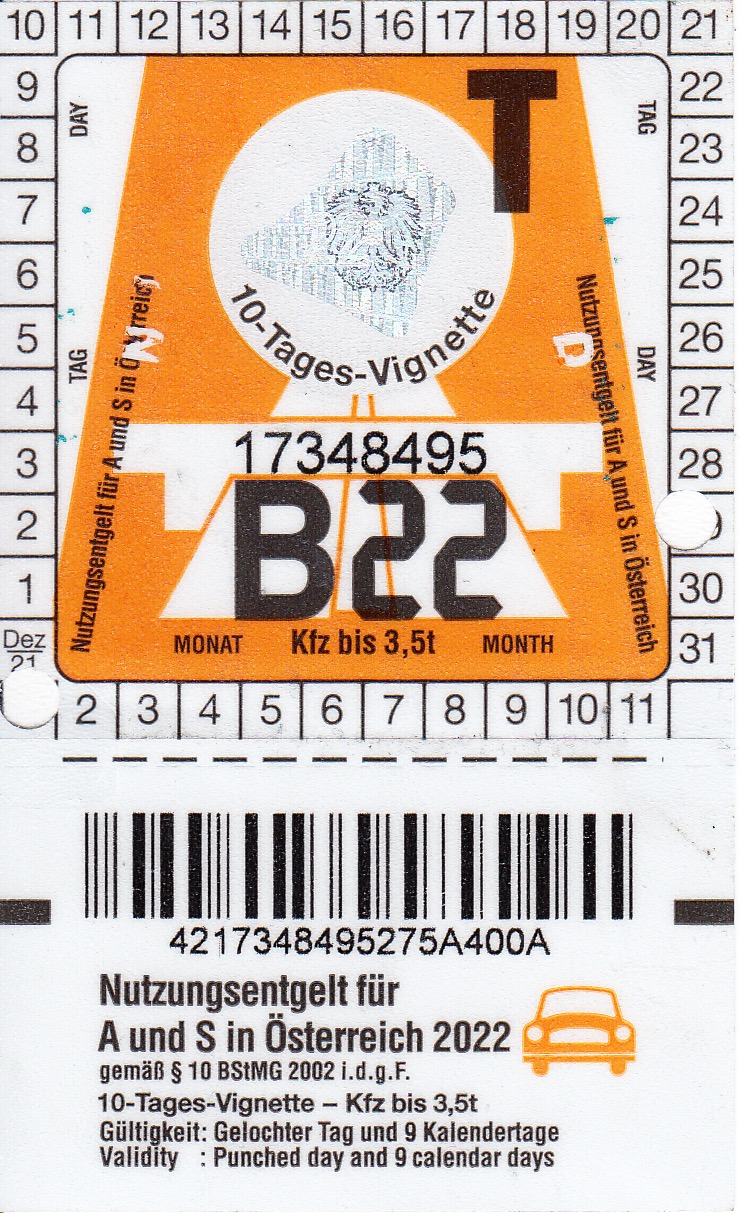 10 11 12 13 14 15 16 17 18 19 20 21
9
8
7
6
5
4
3
2
1
Dez
21
DAY
TAG
Nutzungsentgelt für A und S in
T
10-Tages-Vignette
17348495
B22
MONAT Kfz bis 3,5t MONTH
TAG
DAY
Nutzungsentgelt für A und S in Österreich
22
23
24
25
26
27
28
30
31
2 3 4 5 6 7 8 9 10 11
4217348495275A400A
Nutzungsentgelt für
A und S in Österreich 2022
gemäß § 10 BStMG 2002 i.d.g.F.
10-Tages-Vignette – Kfz bis 3,5t
Gültigkeit: Gelochter Tag und 9 Kalendertage
Validity : Punched day and 9 calendar days